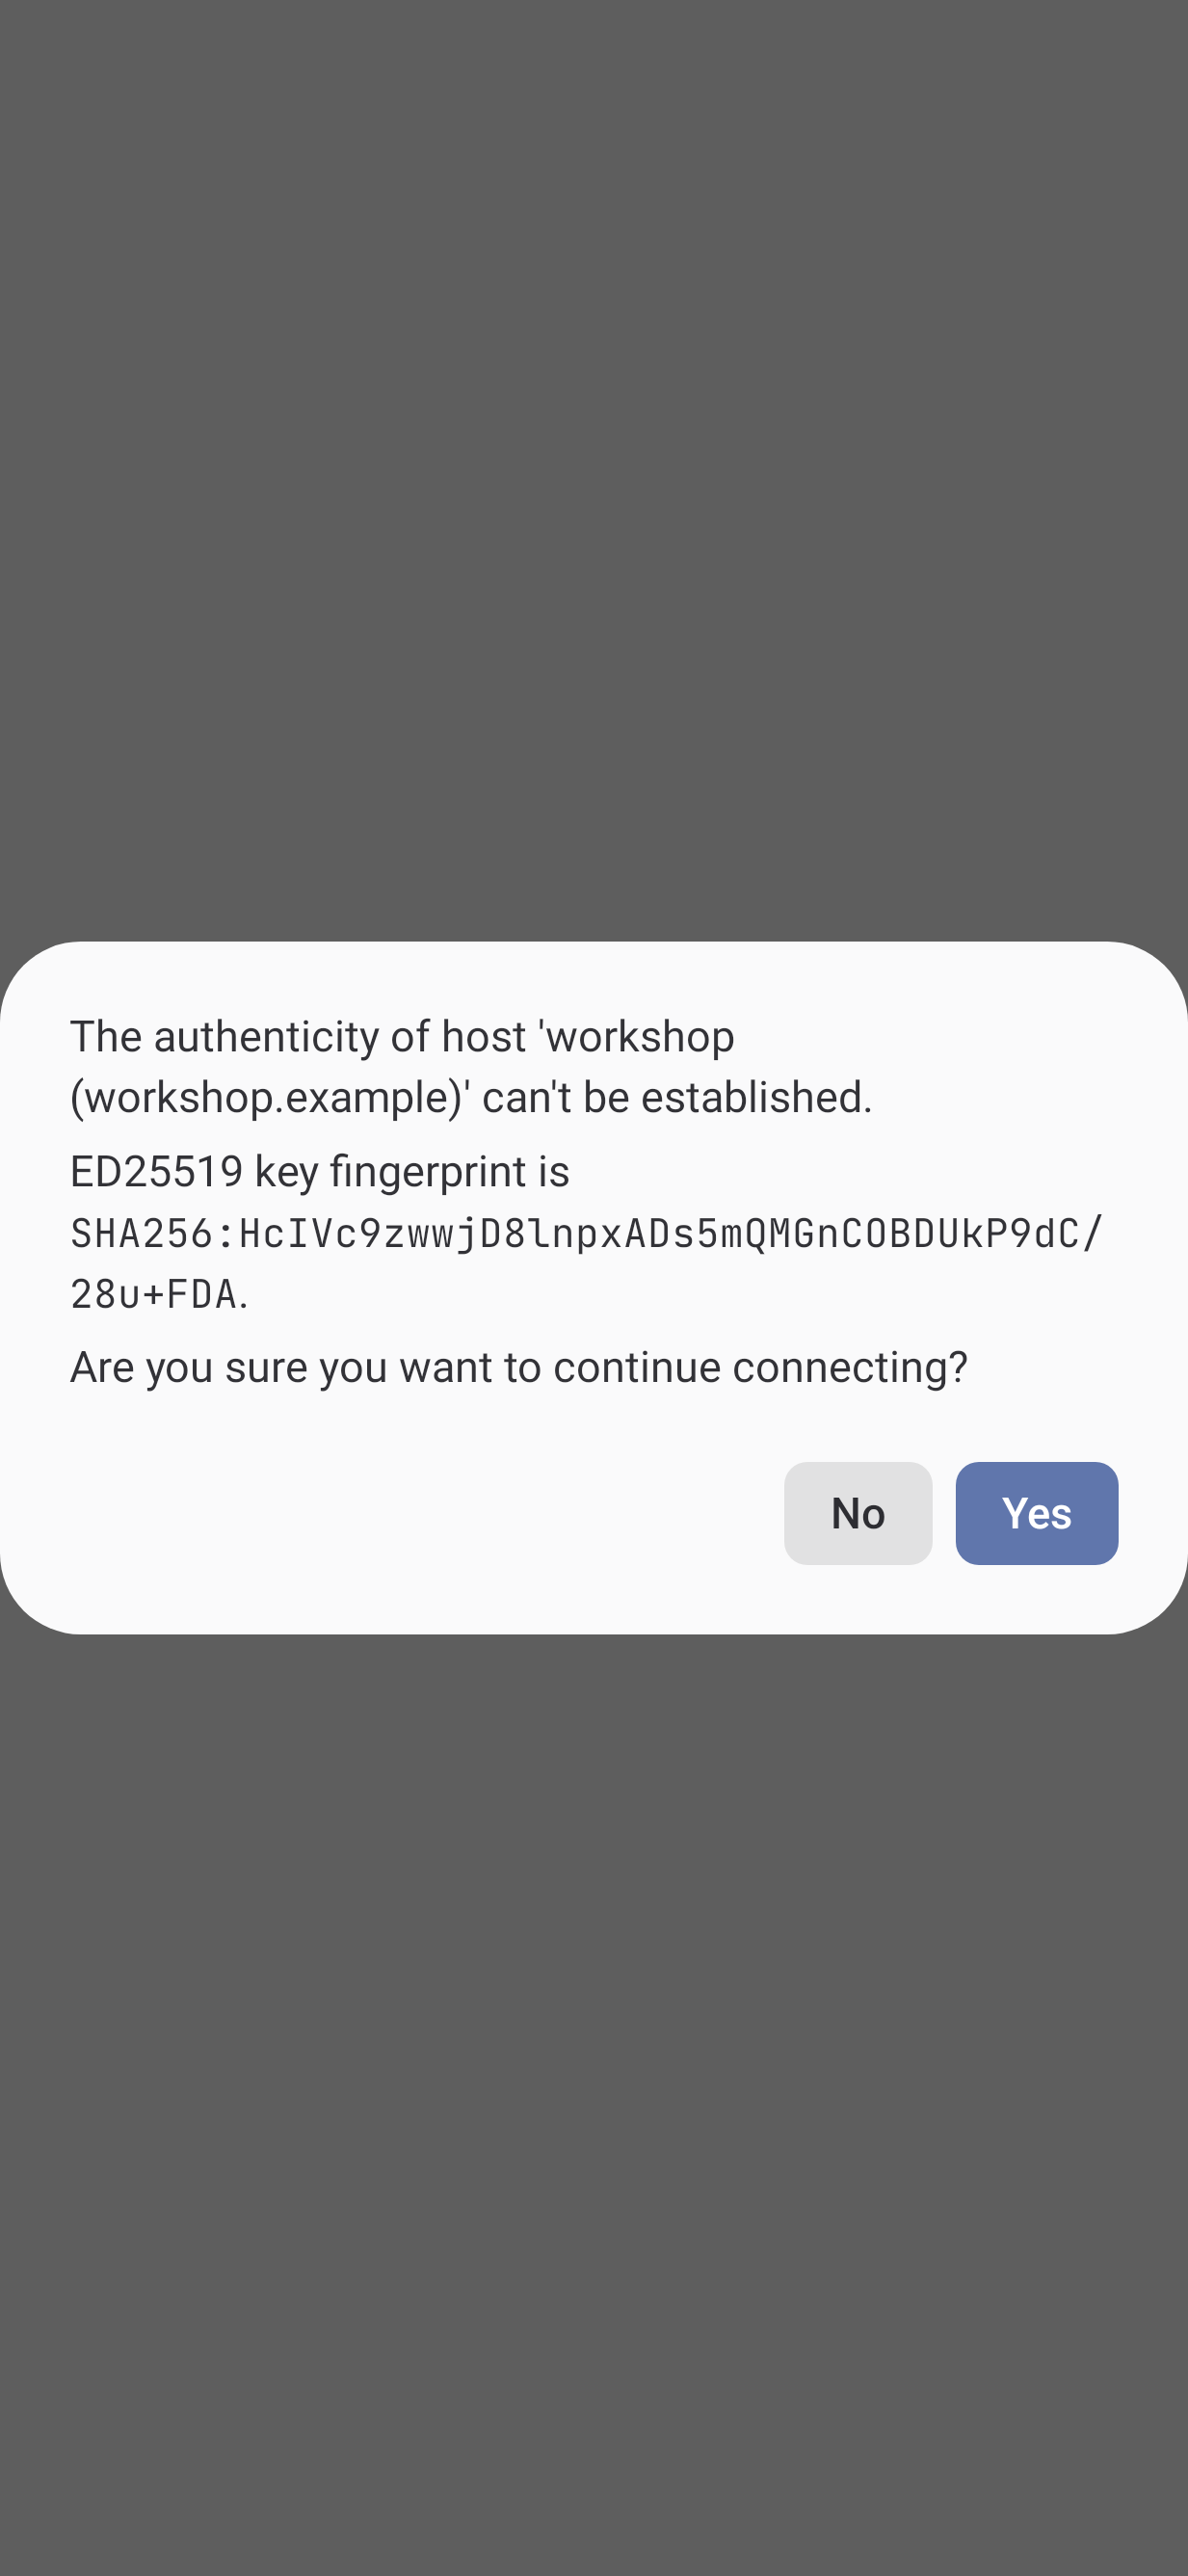 The authenticity of host 'workshop
(workshop.example)' can't be established.
ED25519 key fingerprint is
SHA256:HcIVc9zwwjD8lnpxADs5mQMGnCOBDUkP9dC/
28u+FDA.
Are you sure you want to continue connecting?
No
Yes